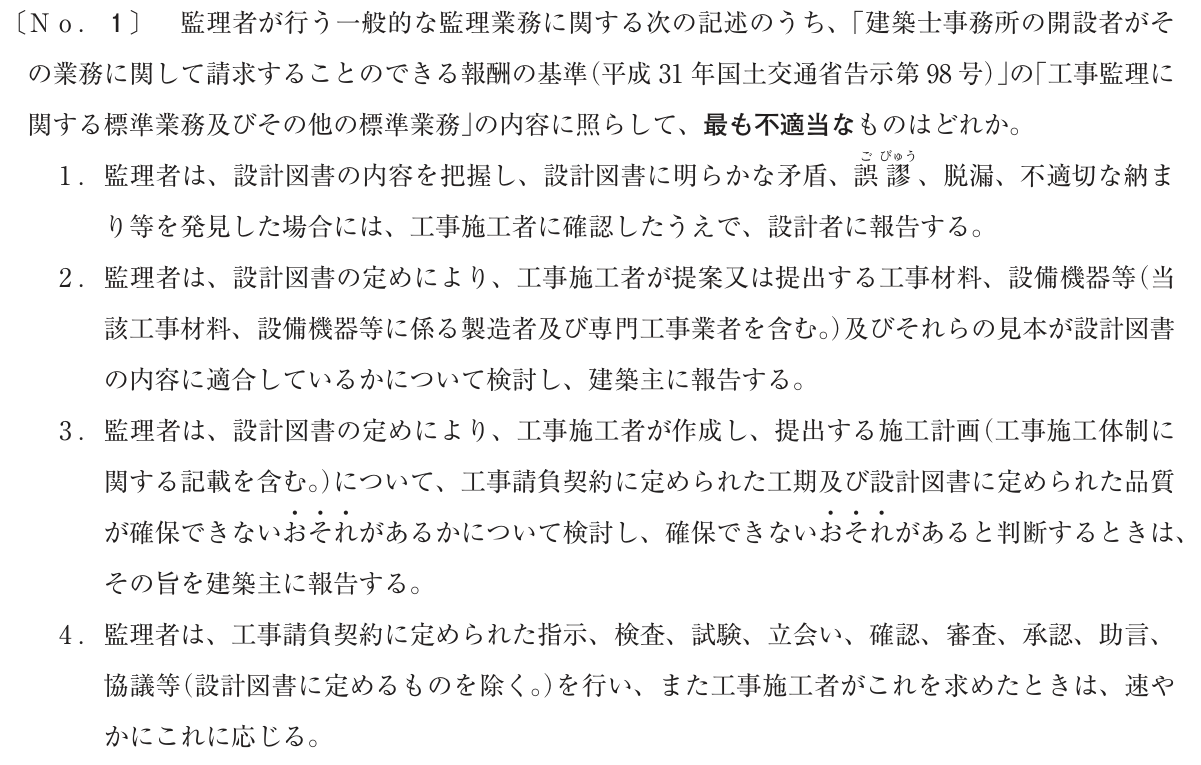 〔Ｎｏ．１〕　監理者が行う一般的な監理業務に関する次の記述のうち、「建築士事務所の開設者がそ
の業務に関して請求することのできる報酬の基準(平成 31 年国土交通省告示第 98 号)」の「工事監理に
関する標準業務及びその他の標準業務」の内容に照らして、最も不適当なものはどれか。
１．監理者は、設計図書の内容を把握し、設計図書に明らかな矛盾、誤謬(ごびゅう)、脱漏、不適切な納ま
り等を発見した場合には、工事施工者に確認したうえで、設計者に報告する。
２．監理者は、設計図書の定めにより、工事施工者が提案又は提出する工事材料、設備機器等(当
該工事材料、設備機器等に係る製造者及び専門工事業者を含む。)及びそれらの見本が設計図書
の内容に適合しているかについて検討し、建築主に報告する。
３．監理者は、設計図書の定めにより、工事施工者が作成し、提出する施工計画(工事施工体制に
関する記載を含む。)について、工事請負契約に定められた工期及び設計図書に定められた品質
が確保できないおそれがあるかについて検討し、確保できないおそれがあると判断するときは、
その旨を建築主に報告する。
４．監理者は、工事請負契約に定められた指示、検査、試験、立会い、確認、審査、承認、助言、
協議等(設計図書に定めるものを除く。)を行い、また工事施工者がこれを求めたときは、速や
かにこれに応じる。